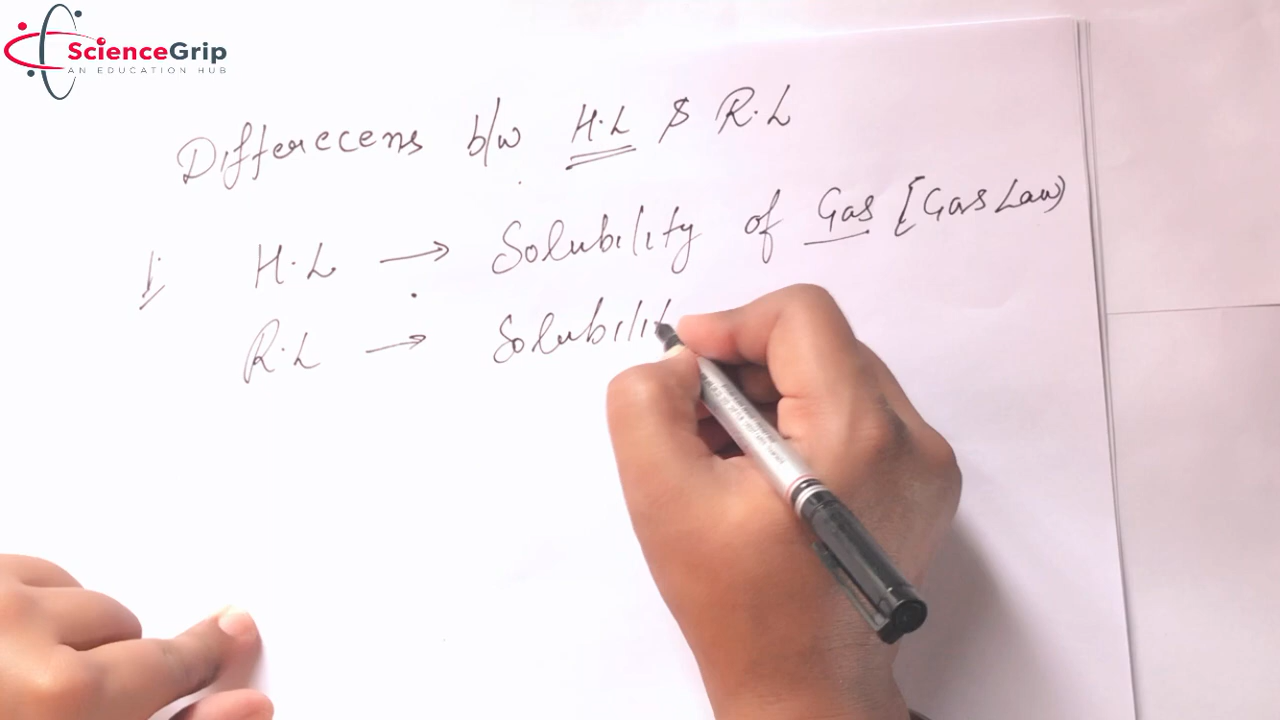 ScienceGrip
AN EDUCATION HUB
Differecens b/w H.L & R.L
1. H.L → Solubility of Gas [Gas Law)
R.L → Solubilit